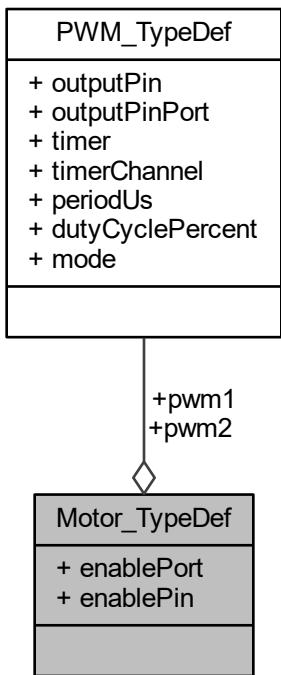 PWM_TypeDef
+ outputPin
+ outputPinPort
+ timer
+ timerChannel
+ periodUs
+ dutyCyclePercent
+ mode
+pwm1
+pwm2
Motor_TypeDef
+ enablePort
+ enablePin